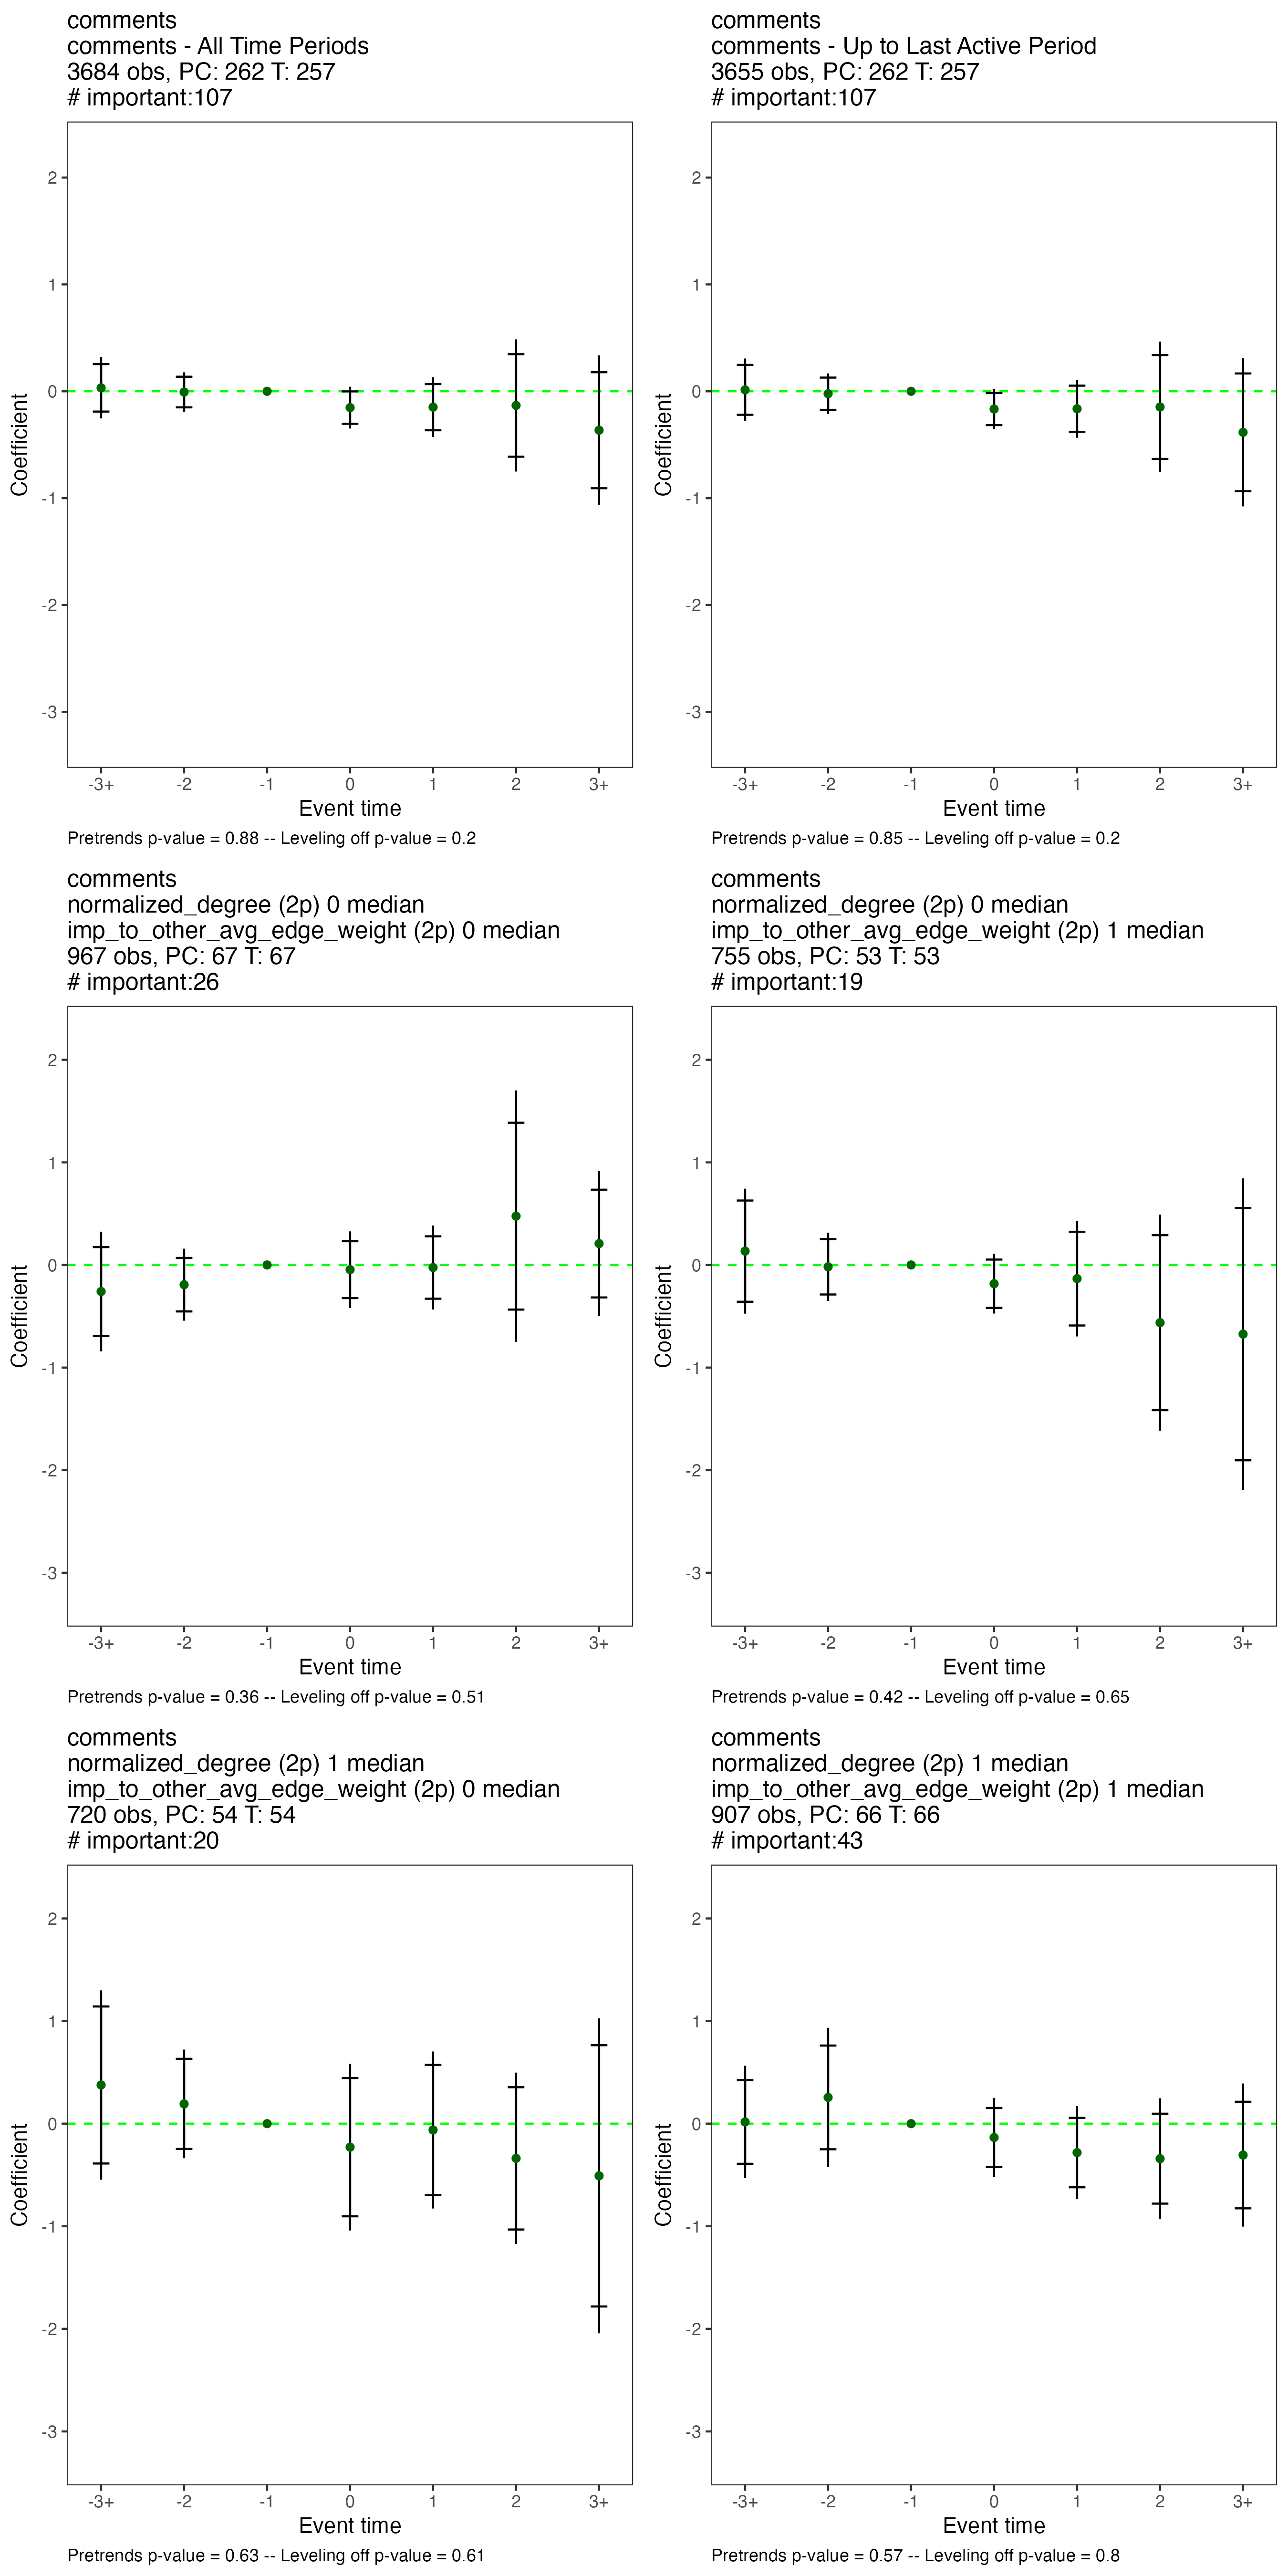 comments
comments - All Time Periods
3684 obs, PC: 262 T: 257
# important:107
2
1
0
-1
-2
-3
Coefficient
-3+ -2 -1 0 1 2 3+
Event time
Pretrends p-value = 0.88 -- Leveling off p-value = 0.2
comments
comments - Up to Last Active Period
3655 obs, PC: 262 T: 257
# important:107
2
1
0
-1
-2
-3
Coefficient
-3+ -2 -1 0 1 2 3+
Event time
Pretrends p-value = 0.85 -- Leveling off p-value = 0.2
comments
normalized_degree (2p) 0 median
imp_to_other_avg_edge_weight (2p) 0 median
967 obs, PC: 67 T: 67
# important:26
2
1
0
-1
-2
-3
Coefficient
-3+ -2 -1 0 1 2 3+
Event time
Pretrends p-value = 0.36 -- Leveling off p-value = 0.51
comments
normalized_degree (2p) 0 median
imp_to_other_avg_edge_weight (2p) 1 median
755 obs, PC: 53 T: 53
# important:19
2
1
0
-1
-2
-3
Coefficient
-3+ -2 -1 0 1 2 3+
Event time
Pretrends p-value = 0.42 -- Leveling off p-value = 0.65
comments
normalized_degree (2p) 1 median
imp_to_other_avg_edge_weight (2p) 0 median
720 obs, PC: 54 T: 54
# important:20
2
1
0
-1
-2
-3
Coefficient
-3+ -2 -1 0 1 2 3+
Event time
Pretrends p-value = 0.63 -- Leveling off p-value = 0.61
comments
normalized_degree (2p) 1 median
imp_to_other_avg_edge_weight (2p) 1 median
907 obs, PC: 66 T: 66
# important:43
2
1
0
-1
-2
-3
Coefficient
-3+ -2 -1 0 1 2 3+
Event time
Pretrends p-value = 0.57 -- Leveling off p-value = 0.8